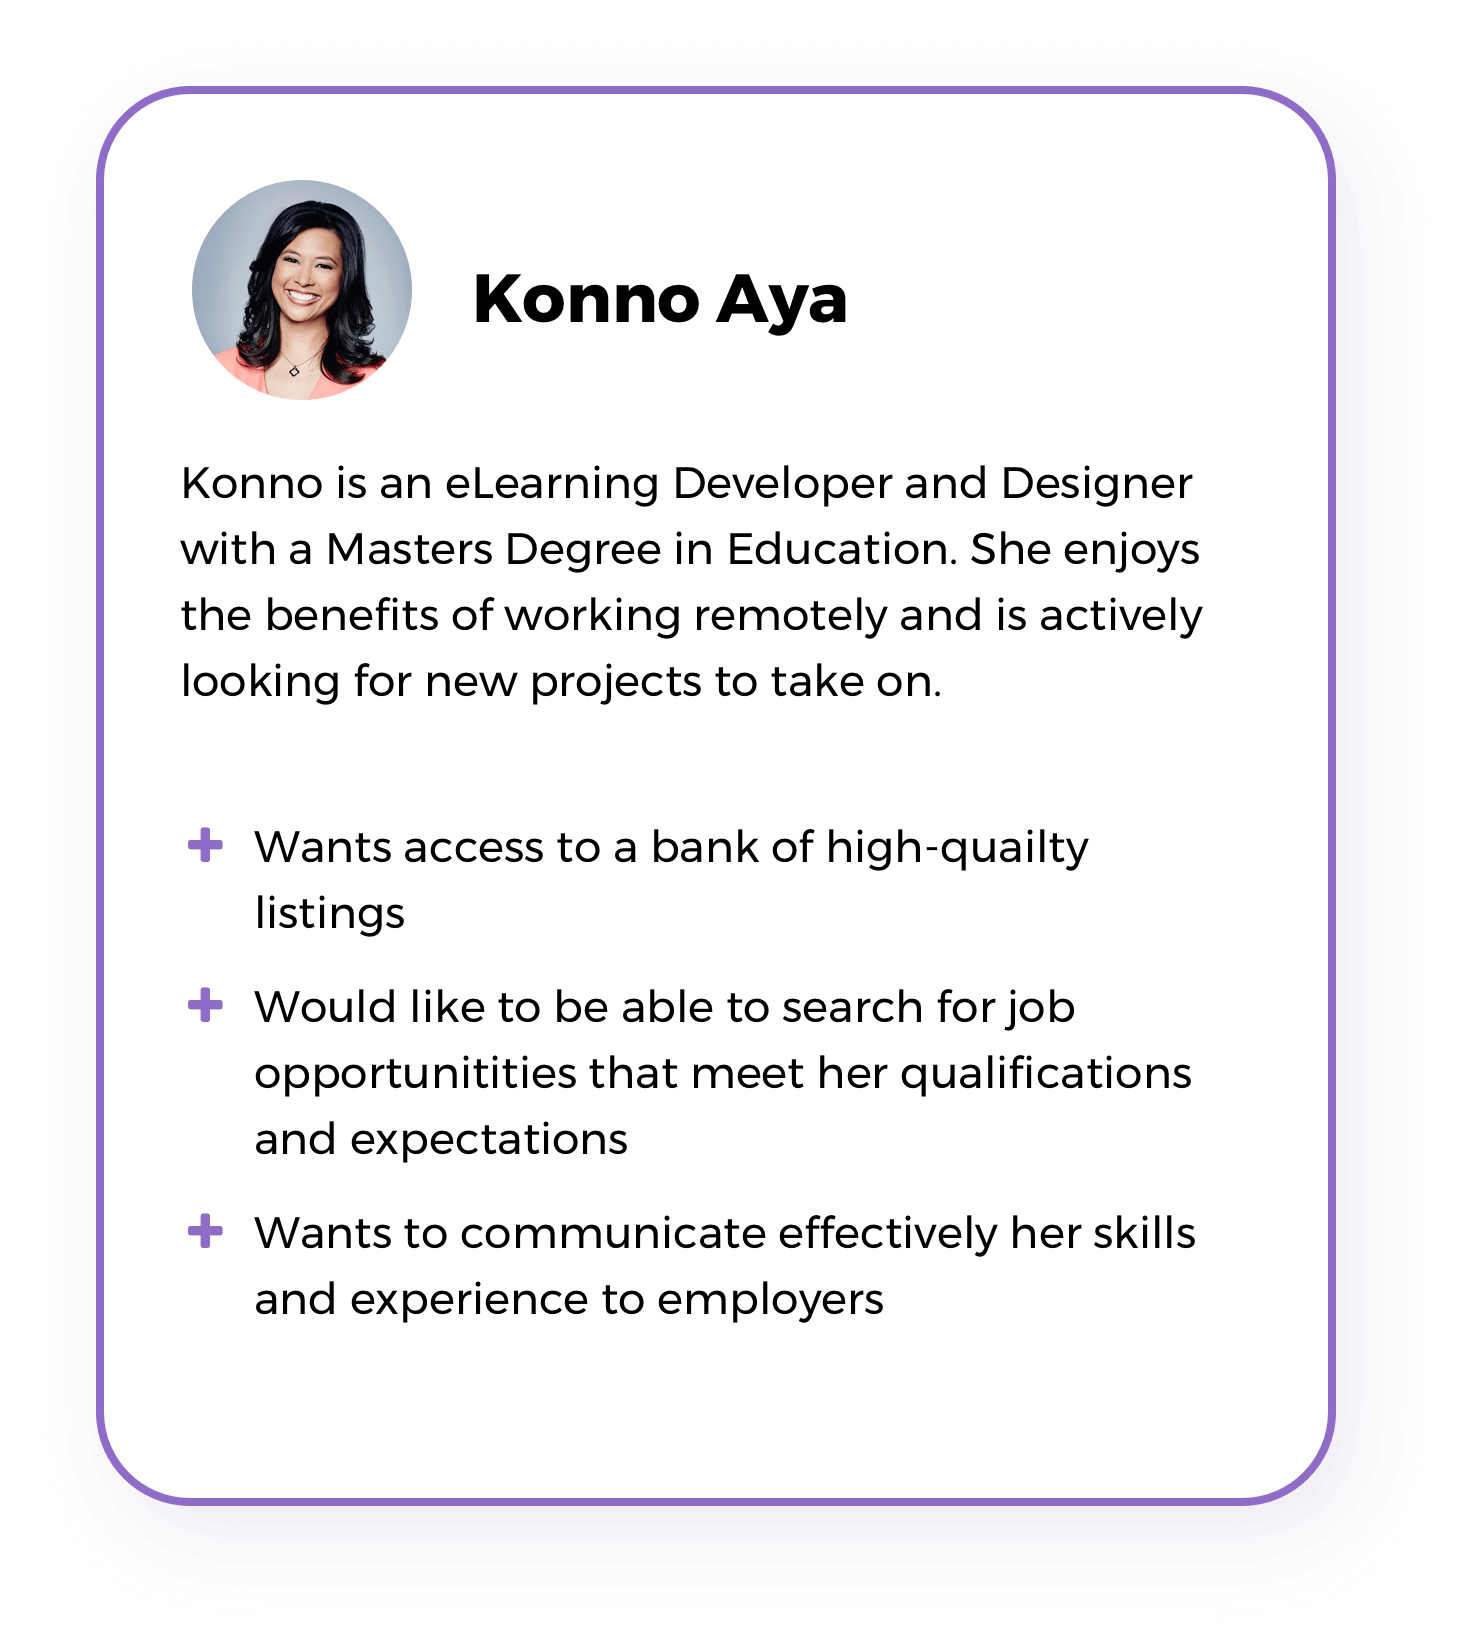 Konno Aya
Konno is an eLearning Developer and Designer
with a Masters Degree in Education. She enjoys
the benefits of working remotely and is actively
looking for new projects to take on.
Wants access to a bank of high-quailty
listings
Would like to be able to search for job
opportunitities that meet her qualifications
and expectations
Wants to communicate effectively her skills
and experience to employers